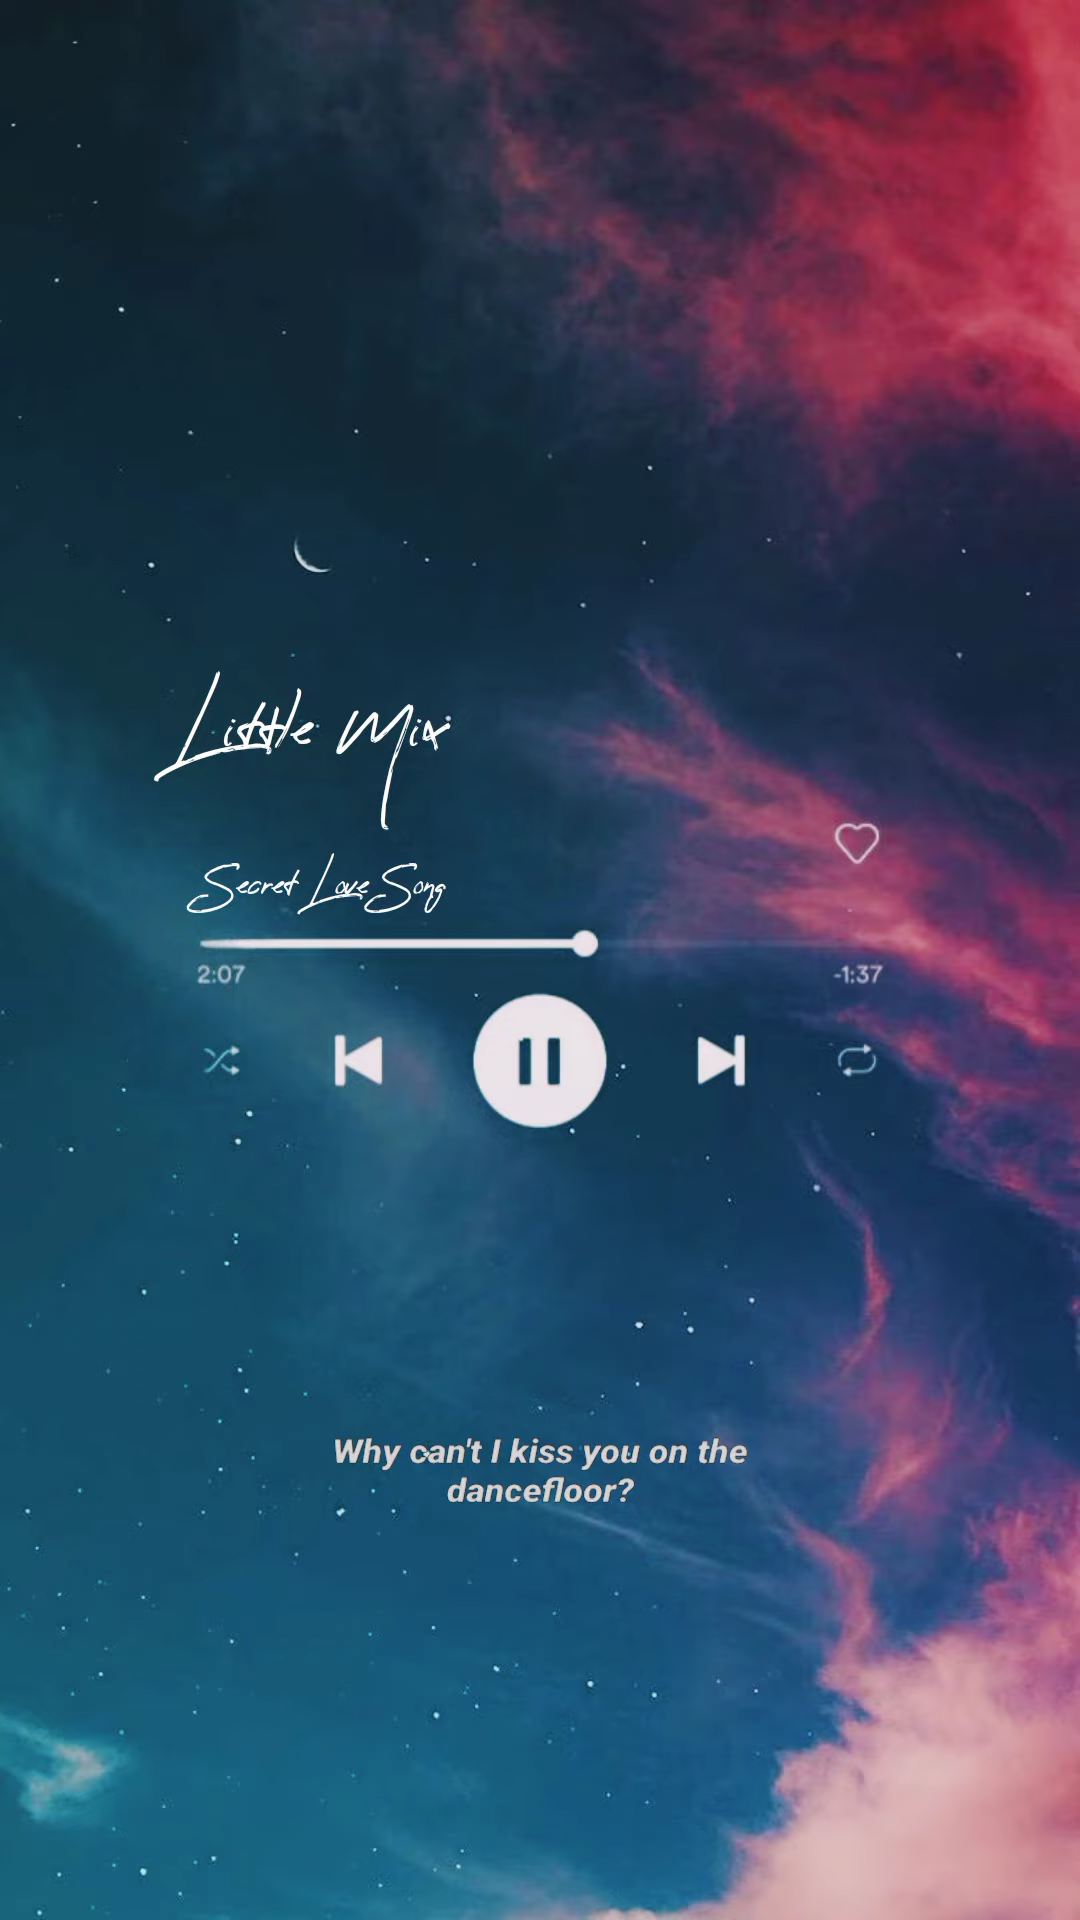 Little Mix
Secret Love Song
2:07
-1:37
Why can't I kiss you on the
dancefloor?